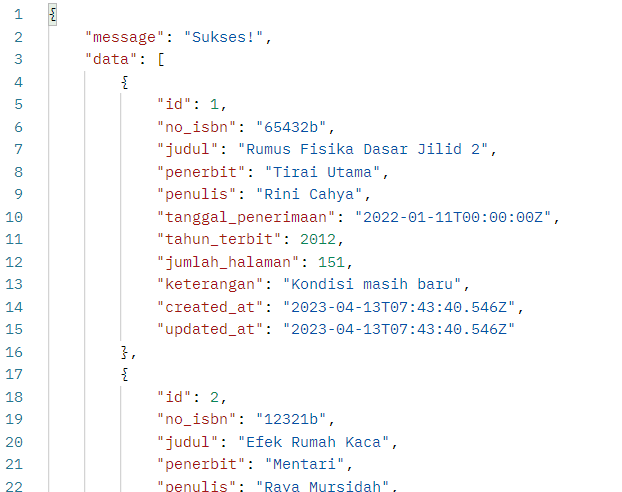 1 {
2 "message": "Sukses!",
3 "data": [
4 {
5 "id": 1,
6 "no_isbn": "65432b",
7 "judul": "Rumus Fisika Dasar Jilid 2",
8 "penerbit": "Tirai Utama",
9 "penulis": "Rini Cahya",
10 "tanggal_penerimaan": "2022-01-11T00:00:00Z",
11 "tahun_terbit": 2012,
12 "jumlah_halaman": 151,
13 "keterangan": "Kondisi masih baru",
14 "created_at": "2023-04-13T07:43:40.546Z",
15 "updated_at": "2023-04-13T07:43:40.546Z"
16 },
17 {
18 "id": 2,
19 "no_isbn": "12321b",
20 "judul": "Efek Rumah Kaca",
21 "penerbit": "Mentari",
22 "penulis": "Raya Mursidah",